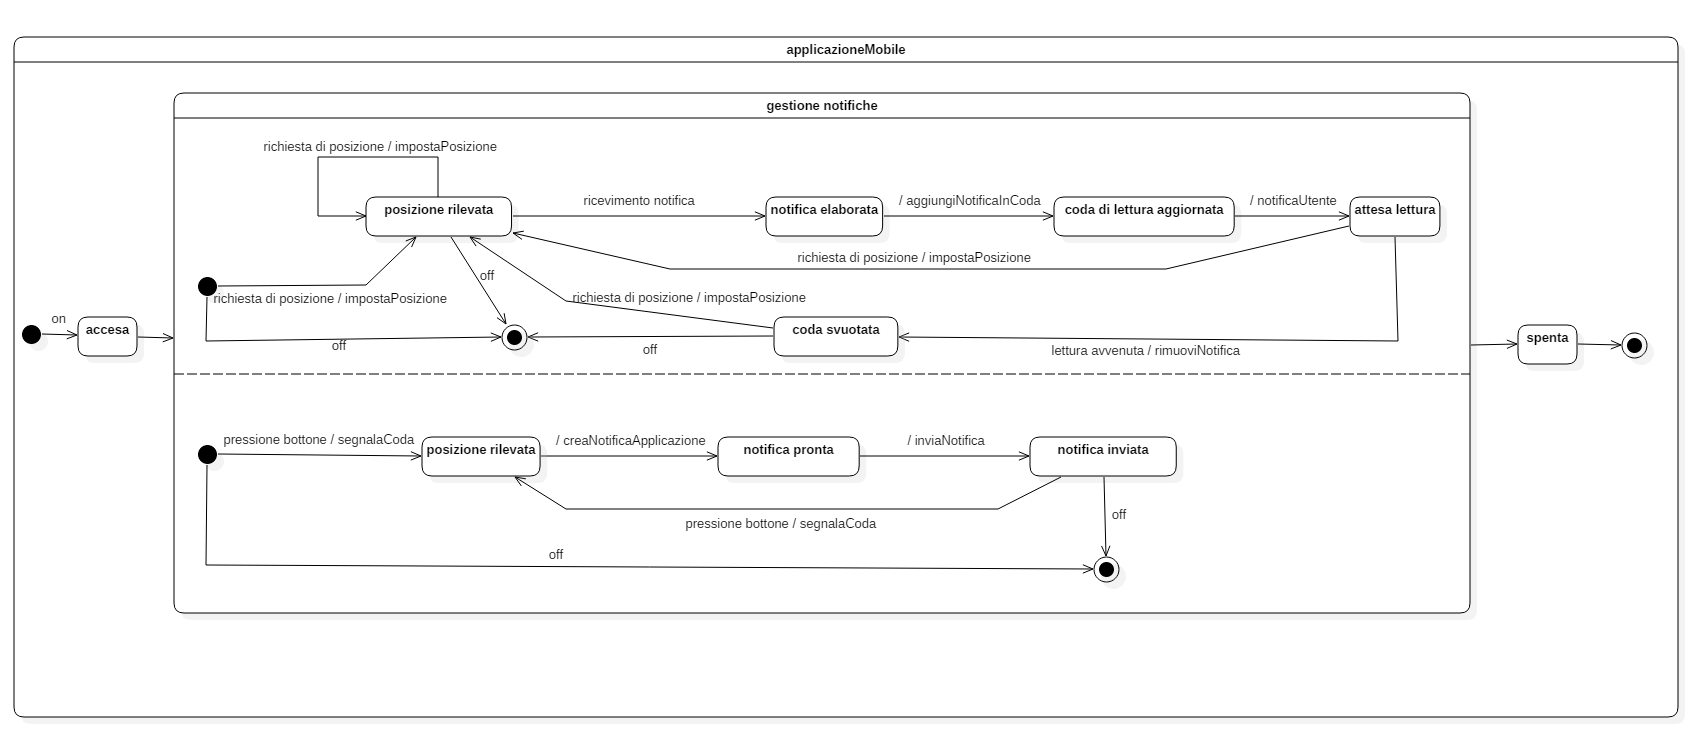 applicazioneMobile
gestione notifiche
richiesta di posizione / impostaPosizione
posizione rilevata
ricevimento notifica
notifica elaborata
/ aggiungiNotificaInCoda
coda di lettura aggiornata
/ notificaUtente
attesa lettura
richiesta di posizione / impostaPosizione
off
richiesta di posizione / impostaPosizione
richiesta di posizione / impostaPosizione
on
accesa
off
coda svuotata
off
lettura avvenuta / rimuoviNotifica
spenta
pressione bottone / segnalaCoda
posizione rilevata
/ creaNotificaApplicazione
notifica pronta
/ inviaNotifica
notifica inviata
pressione bottone / segnalaCoda
off
off